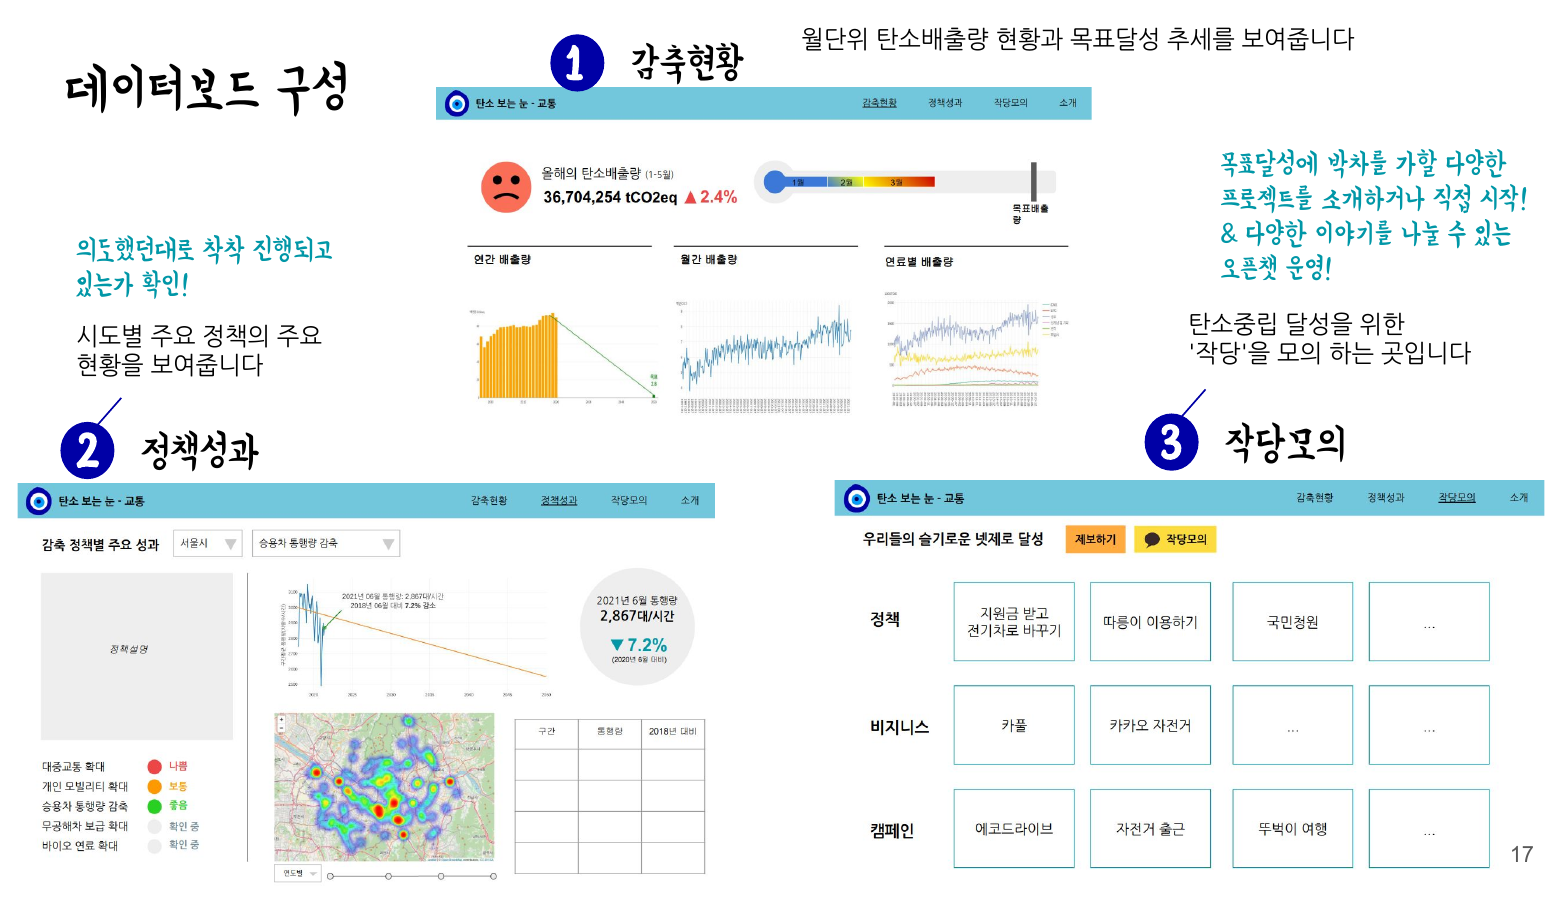 데이터보드 구성
1 감축현황
월단위 탄소배출량 현황과 목표달성 추세를 보여줍니다
탄소 보는 눈 - 교통
감축현황 정책성과 작당모의 소개
올해의 탄소배출량 (1-5월)
36,704,254 tCO2eq ▲ 2.4%
1월 2월 3월
목표배출
량
연간 배출량
월간 배출량
연료별 배출량
의도했던대로 착착 진행되고
있는가 확인!
시도별 주요 정책의 주요
현황을 보여줍니다
목표달성에 박차를 가할 다양한
프로젝트를 소개하거나 직접 시작!
& 다양한 이야기를 나눌 수 있는
오픈챗 운영!
탄소중립 달성을 위한
'작당'을 모의 하는 곳입니다
2 정책성과
탄소 보는 눈 - 교통
감축현황 정책성과 작당모의 소개
감축 정책별 주요 성과
서울시
승용차 통행량 감축
정책설명
2021년 06월 통행량: 2,867대/시간
2018년 06월 대비 7.2% 감소
2021년 6월 통행량
2,867대/시간
▼ 7.2%
(2020년 6월 대비)
대중교통 확대 나쁨
개인 모빌리티 확대 보통
승용차 통행량 감축 좋음
무공해차 보급 확대 확인 중
바이오 연료 확대 확인 중
구간 통행량 2018년 대비
연도별
3 작당모의
탄소 보는 눈 - 교통
감축현황 정책성과 작당모의 소개
우리들의 슬기로운 넷제로 달성
제보하기
작당모의
정책
지원금 받고
전기차로 바꾸기
따릉이 이용하기
국민청원
...
비지니스
카풀
카카오 자전거
...
...
캠페인
에코드라이브
자전거 출근
뚜벅이 여행
...
17